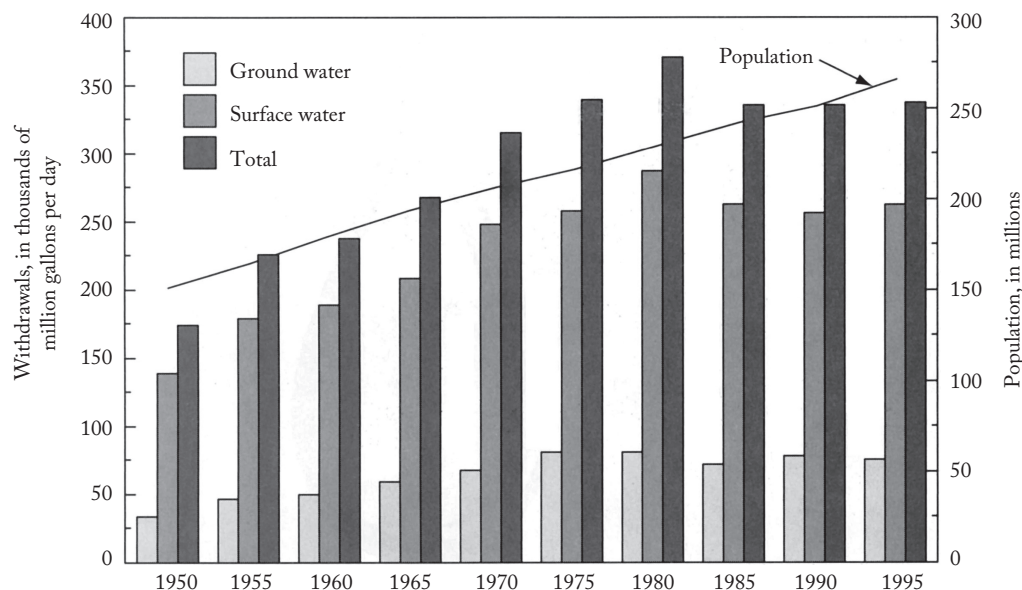 400
350
300
250
200
150
100
50
0
Withdrawals, in thousands of
million gallons per day
Ground water
Surface water
Total
Population
300
250
200
150
100
50
0
Population, in millions
1950 1955 1960 1965 1970 1975 1980 1985 1990 1995